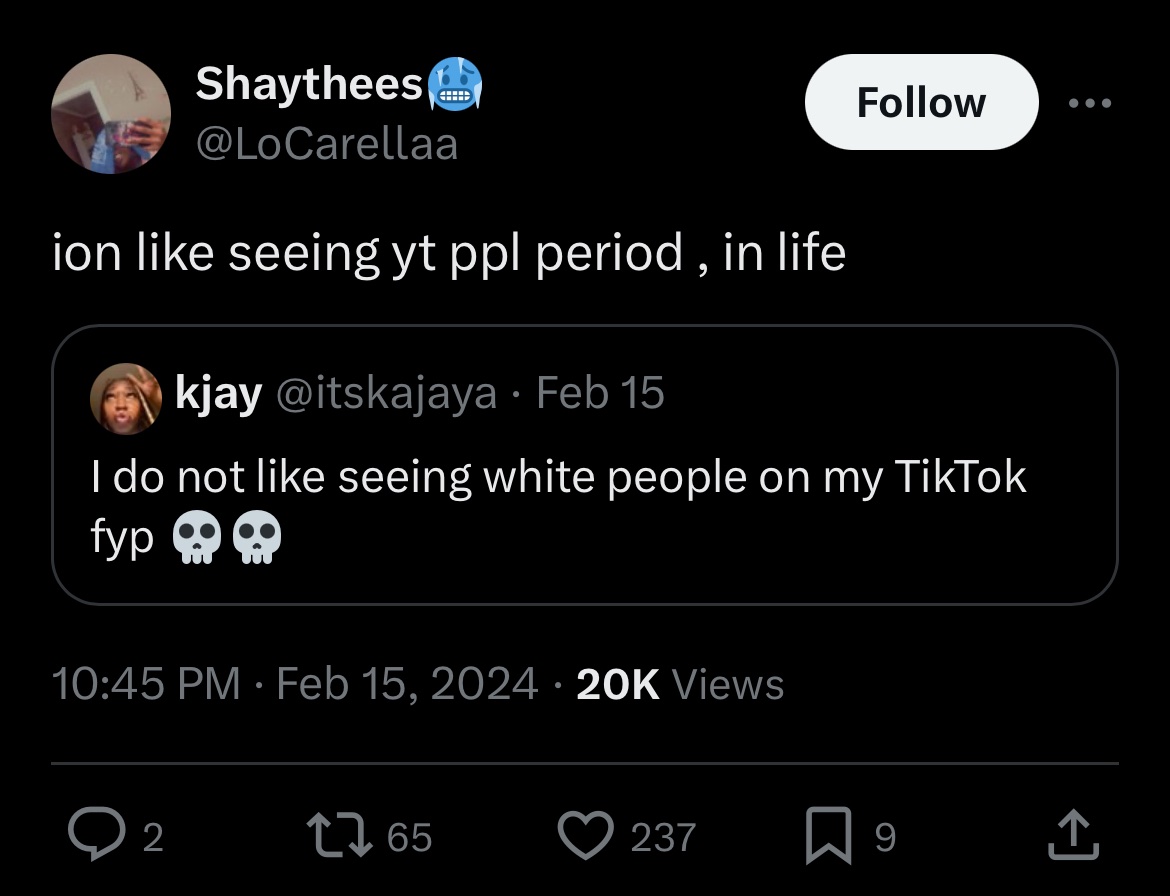 Shaythees🥶
Follow
@LoCarellaa
ion like seeing yt ppl period , in life
kjay @itskajaya · Feb 15
I do not like seeing white people on my TikTok
fyp 💀💀
10:45 PM · Feb 15, 2024 · 20K Views
2 65 237 9